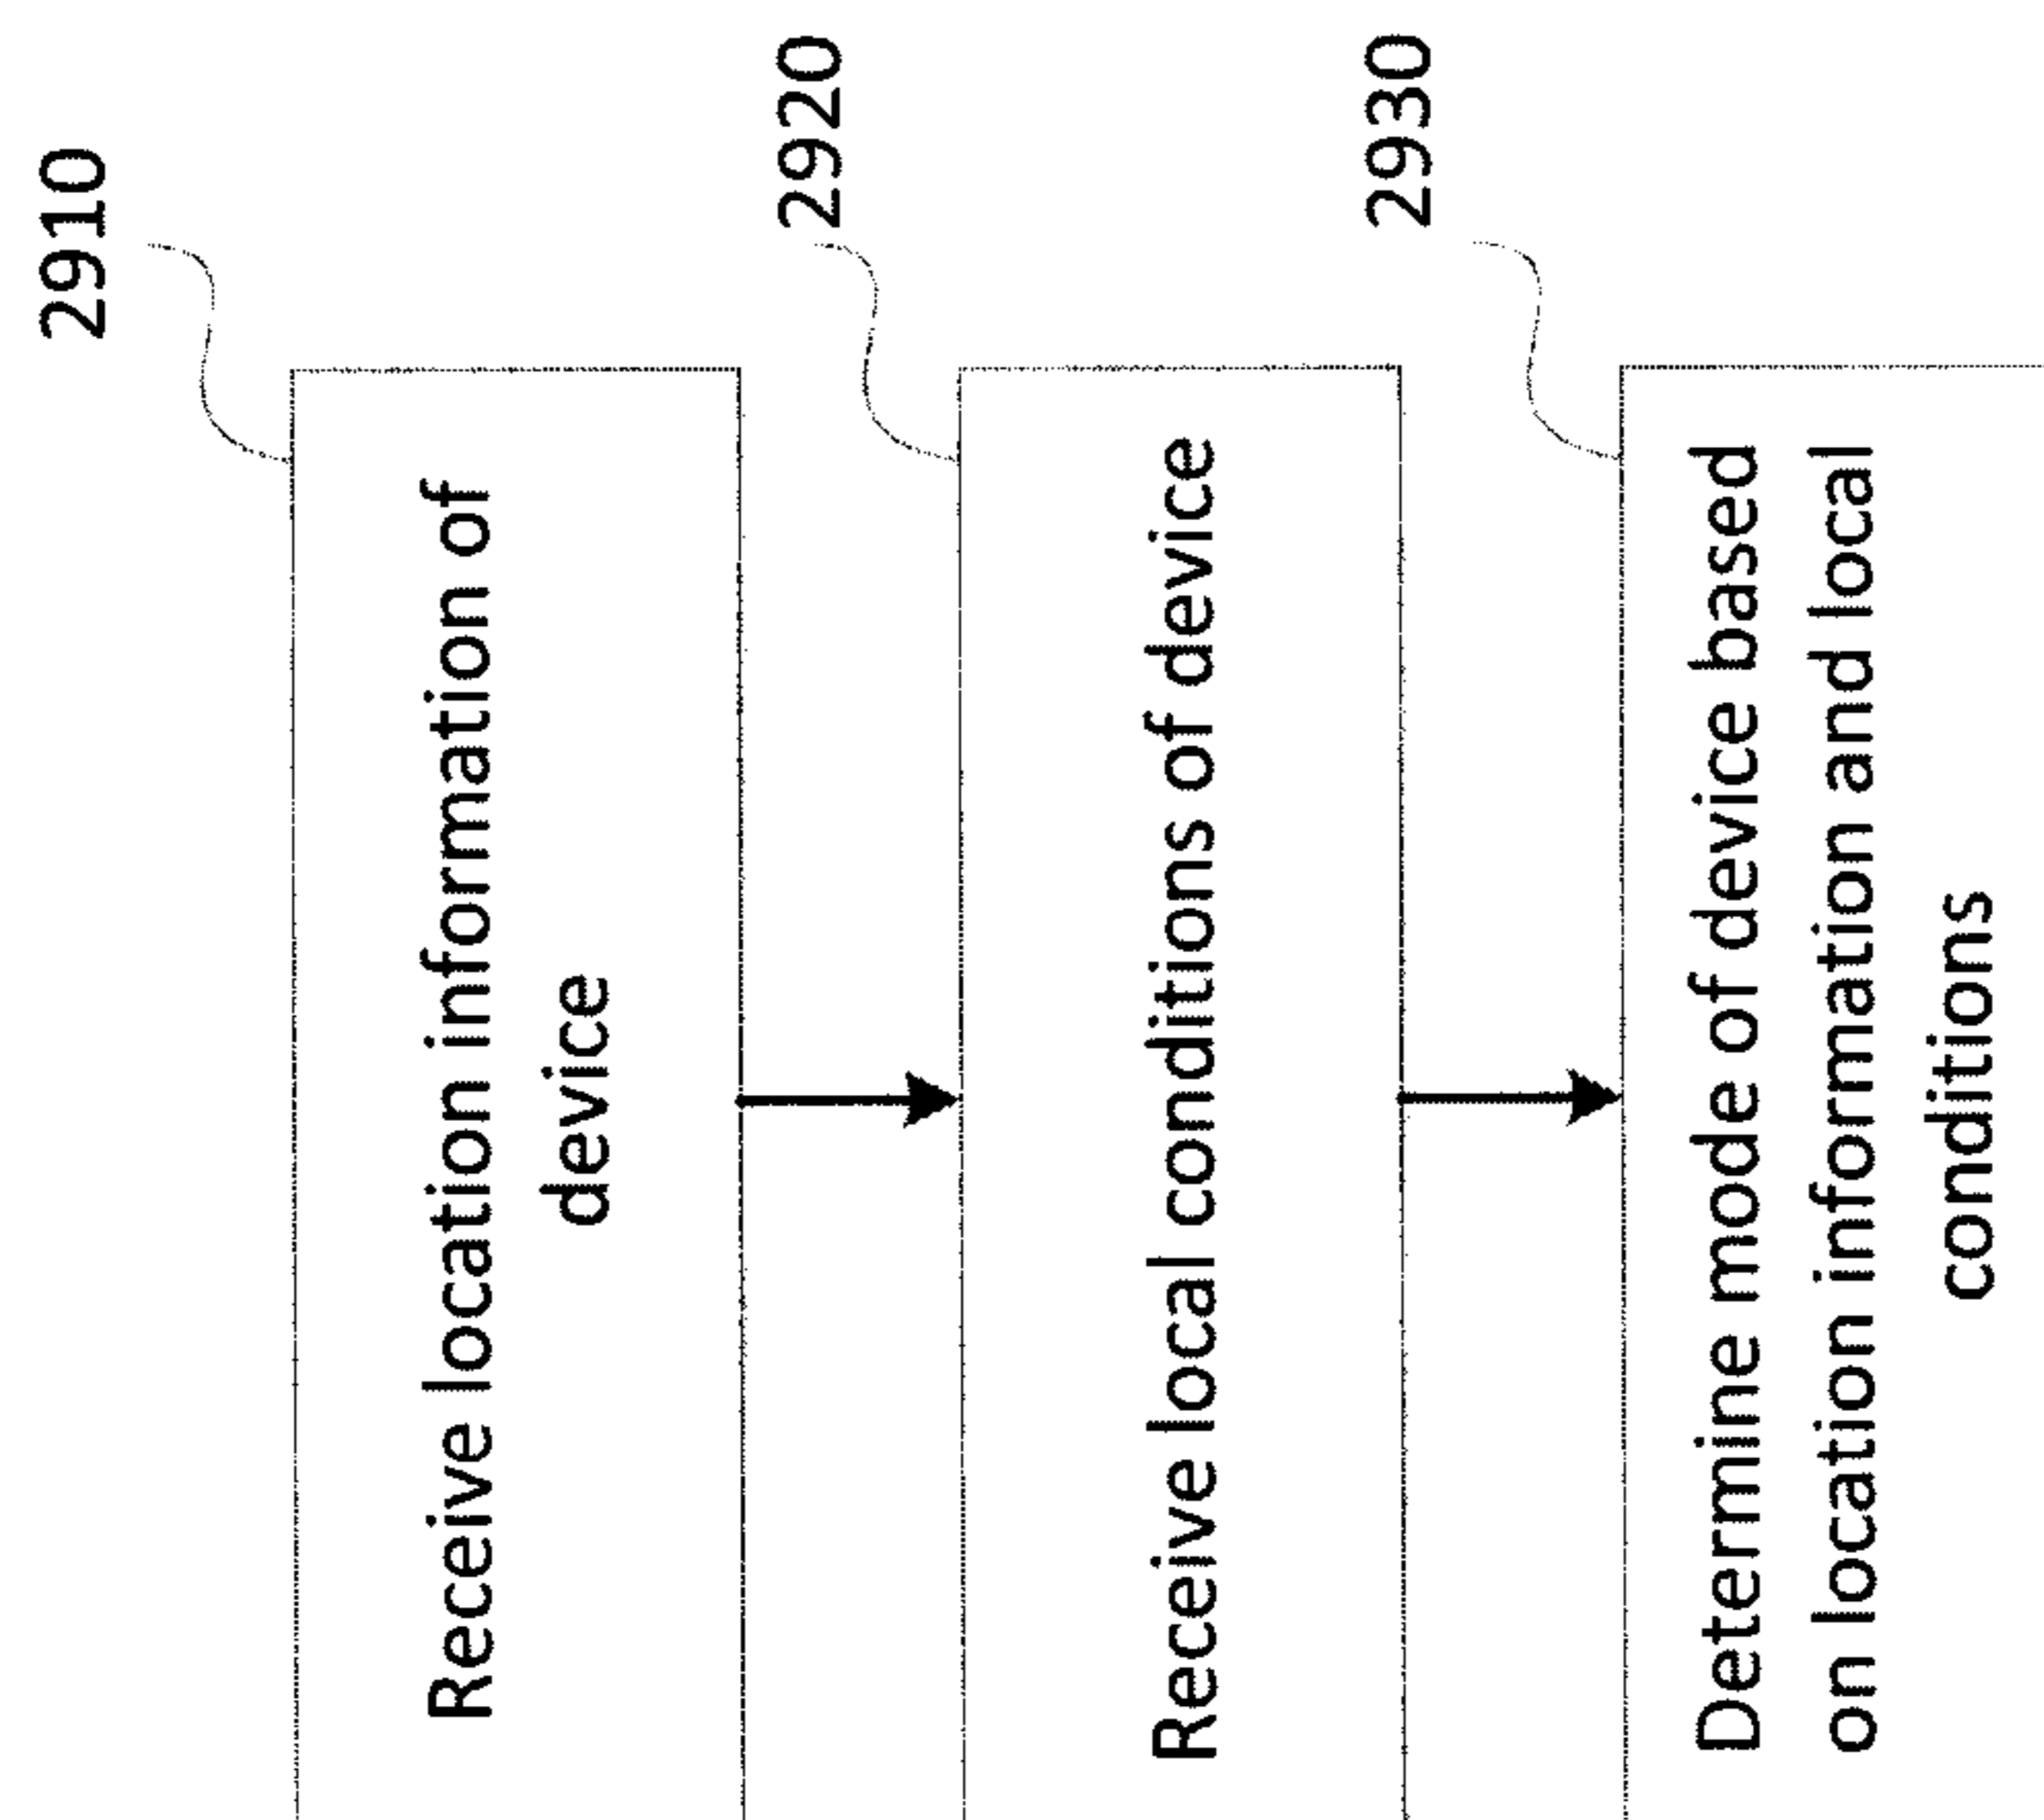 2910
Receive location information of
device
2920
Receive local conditions of device
2930
Determine mode of device based
on location information and local
conditions